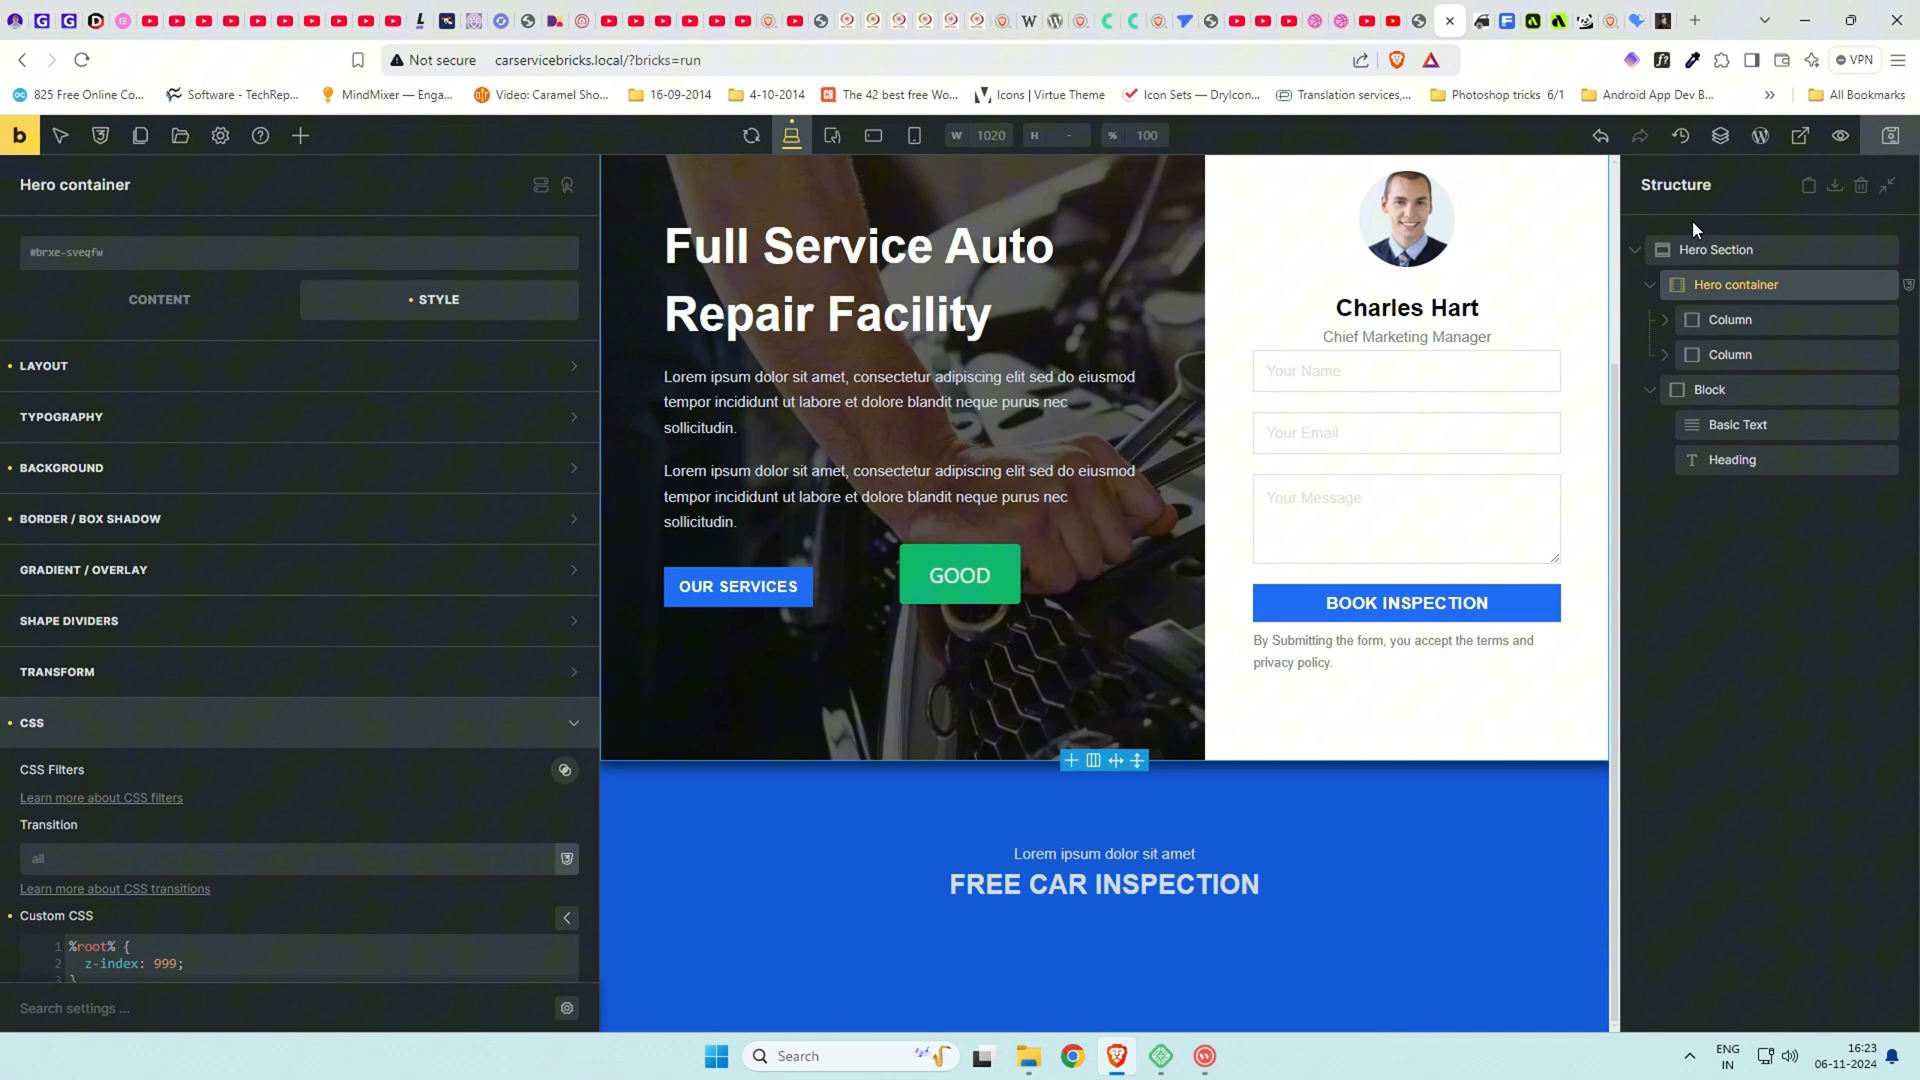 Not secure
carservicebricks.local/?bricks=run
VPN
825 Free Online Co...
Software - TechRep...
MindMixer — Enga...
Video: Caramel Sho...
16-09-2014
4-10-2014
The 42 best free Wo...
Icons | Virtue Theme
Icon Sets — DryIcon...
Translation services,...
Photoshop tricks 6/1
Android App Dev B...
All Bookmarks
b
W 1020
H -
% 100
Hero container
#brxe-sveqfw
CONTENT
STYLE
LAYOUT
TYPOGRAPHY
BACKGROUND
BORDER / BOX SHADOW
GRADIENT / OVERLAY
SHAPE DIVIDERS
TRANSFORM
CSS
CSS Filters
Learn more about CSS filters
Transition
all
Learn more about CSS transitions
Custom CSS
1 %root% {
2 z-index: 999;
3 }
Search settings ...
Full Service Auto
Repair Facility
Lorem ipsum dolor sit amet, consectetur adipiscing elit sed do eiusmod
tempor incididunt ut labore et dolore blandit neque purus nec
sollicitudin.
Lorem ipsum dolor sit amet, consectetur adipiscing elit sed do eiusmod
tempor incididunt ut labore et dolore blandit neque purus nec
sollicitudin.
OUR SERVICES
GOOD
Charles Hart
Chief Marketing Manager
Your Name
Your Email
Your Message
BOOK INSPECTION
By Submitting the form, you accept the terms and
privacy policy.
Lorem ipsum dolor sit amet
FREE CAR INSPECTION
Structure
Hero Section
Hero container
Column
Column
Block
Basic Text
Heading
Search
ENG
IN
16:23
06-11-2024